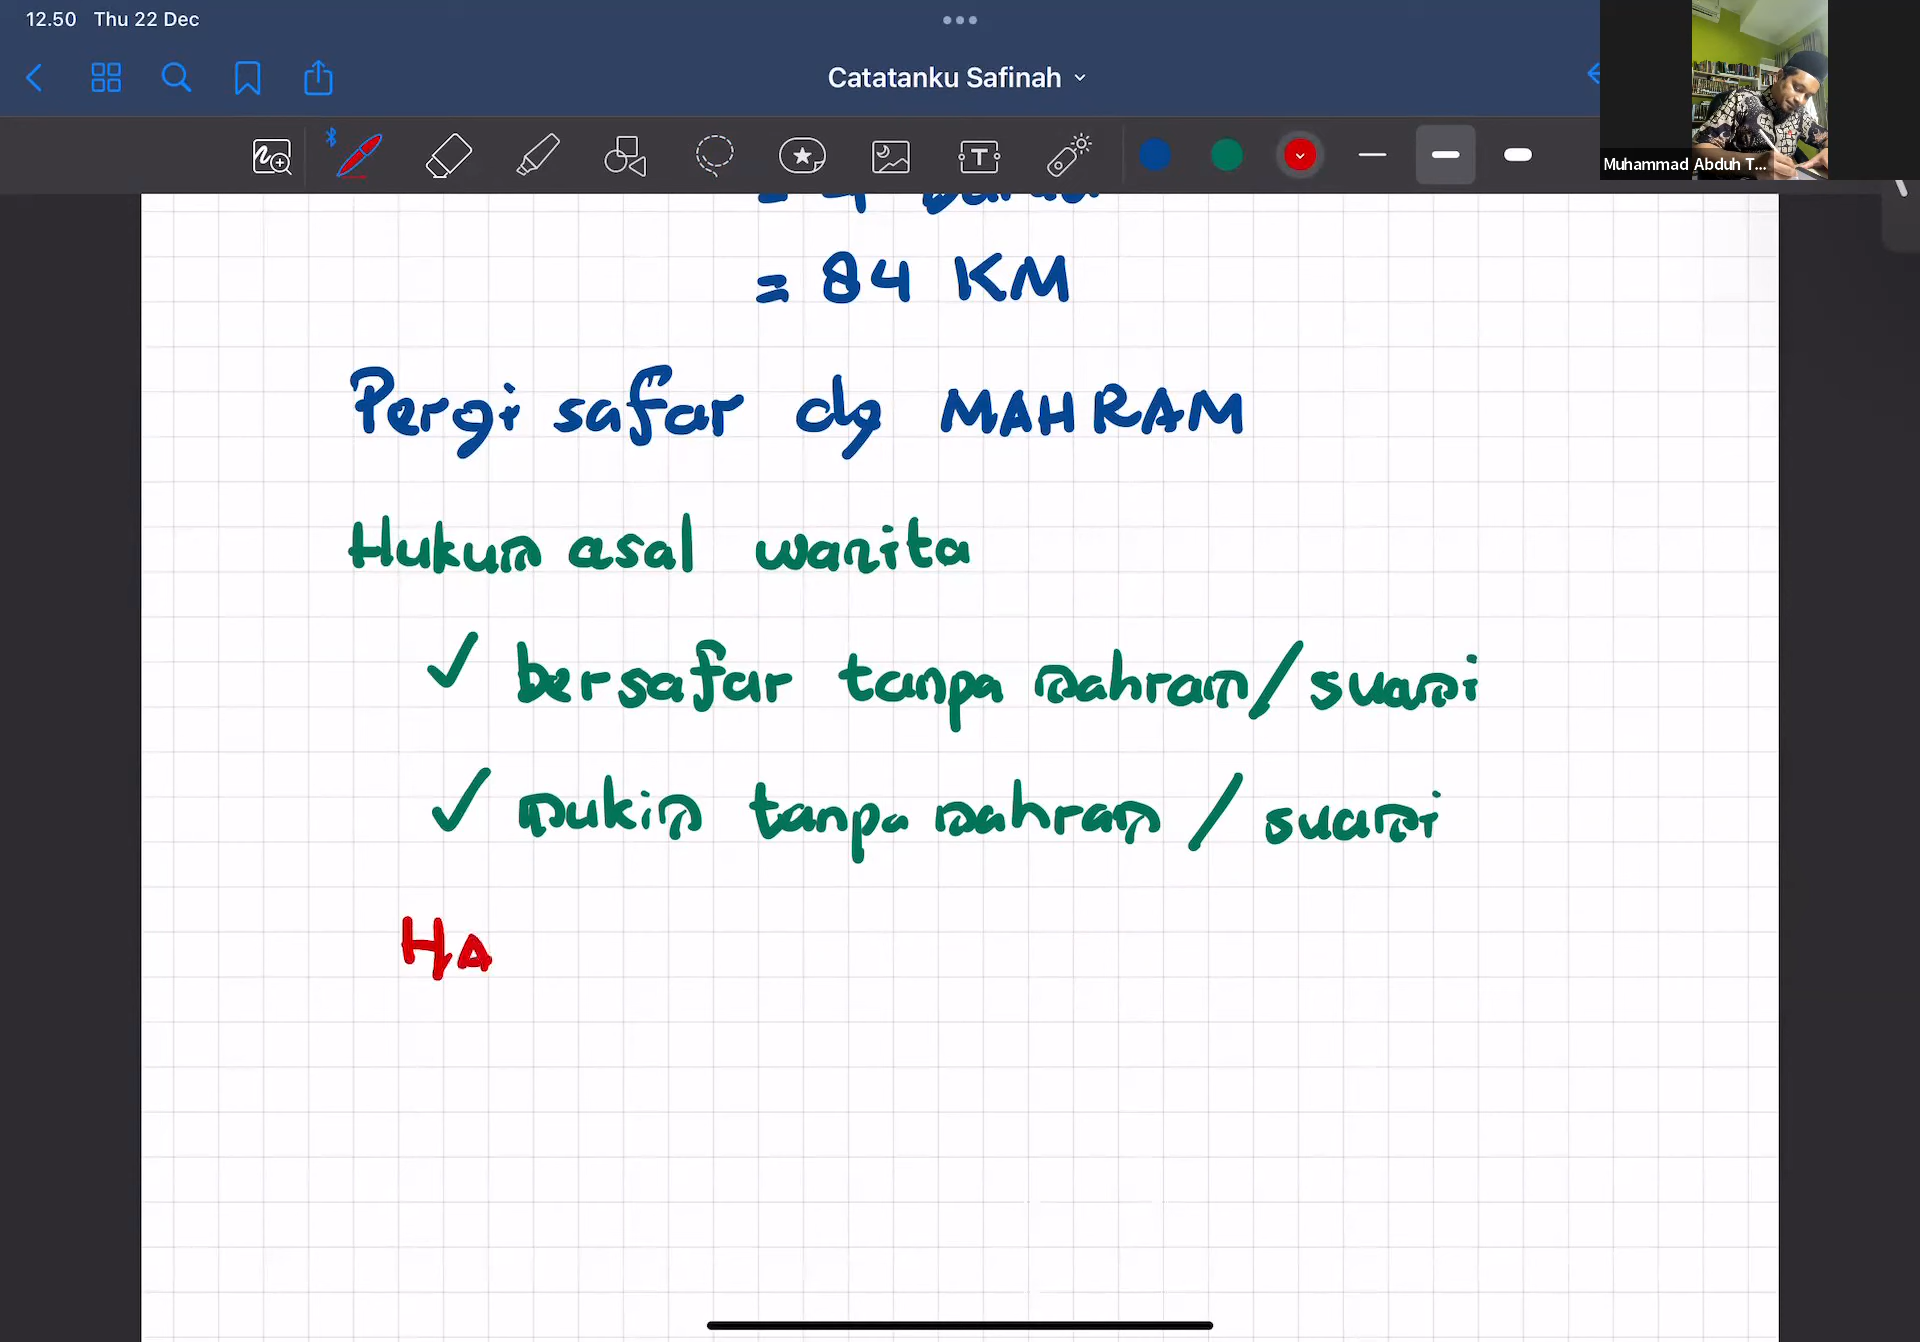 12.50 Thu 22 Dec
Catatanku Safinah
Muhammad Abduh T...
= 84 KM
Pergi safar dg MAHRAM
Hukum asal wanita
✓ bersafar tanpa mahram/suami
✓ mukim tanpa mahram / suami
HA